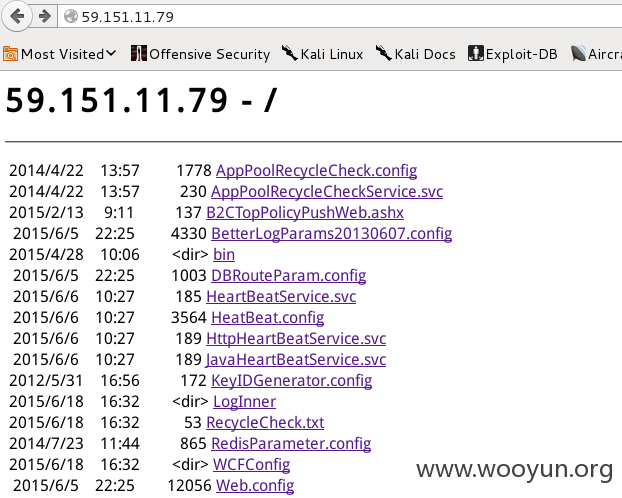 59.151.11.79
Most Visited Offensive Security Kali Linux Kali Docs Exploit-DB Aircra
59.151.11.79 - /
2014/4/22 13:57 1778 AppPoolRecycleCheck.config
2014/4/22 13:57 230 AppPoolRecycleCheckService.svc
2015/2/13 9:11 137 B2CTopPolicyPushWeb.ashx
2015/6/5 22:25 4330 BetterLogParams20130607.config
2015/4/28 10:06 <dir> bin
2015/6/5 22:25 1003 DBRouteParam.config
2015/6/6 10:27 185 HeartBeatService.svc
2015/6/6 10:27 3564 HeatBeat.config
2015/6/6 10:27 189 HttpHeartBeatService.svc
2015/6/6 10:27 189 JavaHeartBeatService.svc
2012/5/31 16:56 172 KeyIDGenerator.config
2015/6/18 16:32 <dir> LogInner
2015/6/18 16:32 53 RecycleCheck.txt
2014/7/23 11:44 865 RedisParameter.config
2015/6/18 16:32 <dir> WCFConfig
2015/6/5 22:25 12056 Web.config
www.wooyun.org